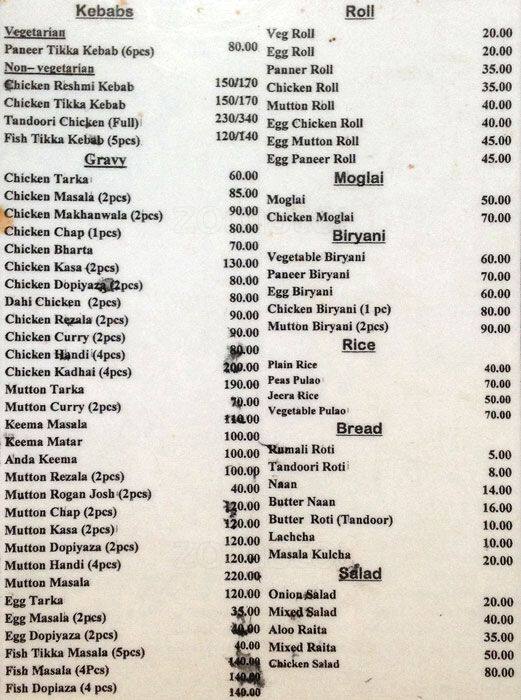 Kebabs
Vegetarian
Paneer Tikka Kebab (6pcs) 80.00
Non– vegetarian
Chicken Reshmi Kebab 150/170
Chicken Tikka Kebab 150/170
Tandoori Chicken (Full) 230/340
Fish Tikka Kebab (5pcs) 120/140
Gravy
Chicken Tarka 60.00
Chicken Masala (2pcs) 85.00
Chicken Makhanwala (2pcs) 90.00
Chicken Chap (1pcs) 80.00
Chicken Bharta 70.00
Chicken Kasa (2pcs) 130.00
Chicken Dopiyaza (2pcs) 80.00
Dahi Chicken (2pcs) 80.00
Chicken Rezala (2pcs) 90.00
Chicken Curry (2pcs) 90.00
Chicken Handi (4pcs) 80.00
Chicken Kadhai (4pcs) 200.00
Mutton Tarka 190.00
Mutton Curry (2pcs) 70.00
Keema Masala 110.00
Keema Matar 100.00
Anda Keema 100.00
Mutton Rezala (2pcs) 100.00
Mutton Rogan Josh (2pcs) 40.00
Mutton Chap (2pcs) 120.00
Mutton Kasa (2pcs) 120.00
Mutton Dopiyaza (2pcs) 120.00
Mutton Handi (4pcs) 120.00
Mutton Masala 220.00
Egg Tarka 120.00
Egg Masala (2pcs) 35.00
Egg Dopiyaza (2pcs) 40.00
Fish Tikka Masala (5pcs) 40.00
Fish Masala (4Pcs) 140.00
Fish Dopiaza (4 pcs) 140.00
140.00
Roll
Veg Roll 20.00
Egg Roll 20.00
Panner Roll 35.00
Chicken Roll 35.00
Mutton Roll 40.00
Egg Chicken Roll 40.00
Egg Mutton Roll 45.00
Egg Paneer Roll 45.00
Moglai
Moglai 50.00
Chicken Moglai 70.00
Biryani
Vegetable Biryani 60.00
Paneer Biryani 70.00
Egg Biryani 60.00
Chicken Biryani (1 pc) 80.00
Mutton Biryani (2pcs) 90.00
Rice
Plain Rice 40.00
Peas Pulao 70.00
Jeera Rice 50.00
Vegetable Pulao 70.00
Bread
Rumali Roti 5.00
Tandoori Roti 8.00
Naan 14.00
Butter Naan 16.00
Butter Roti (Tandoor) 10.00
Lachcha 10.00
Masala Kulcha 20.00
Salad
Onion Salad 20.00
Mixed Salad 40.00
Aloo Raita 35.00
Mixed Raita 50.00
Chicken Salad 80.00